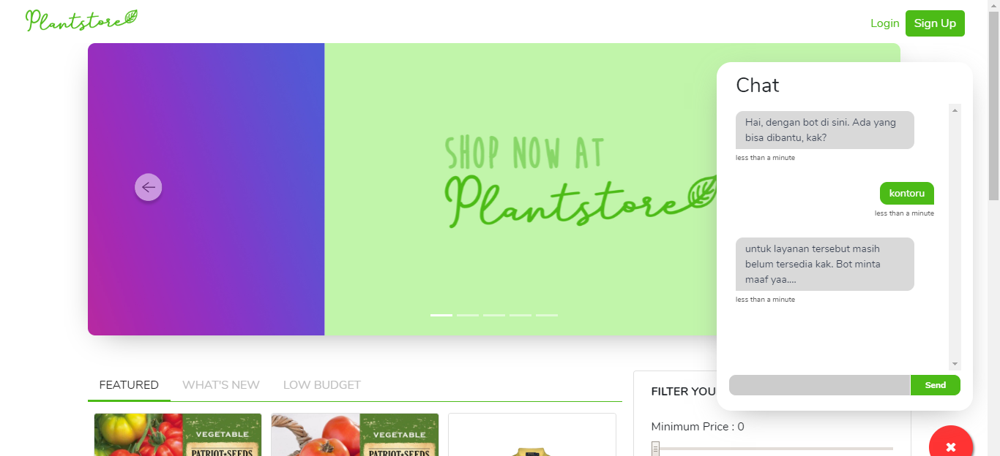 Plantstore
Login
Sign Up
SHOP NOW AT
Plantstore
Chat
Hai, dengan bot di sini. Ada yang
bisa dibantu, kak?
less than a minute
kontoru
less than a minute
untuk layanan tersebut masih
belum tersedia kak. Bot minta
maaf yaa....
less than a minute
Send
FEATURED
WHAT'S NEW
LOW BUDGET
FILTER YOU
Minimum Price : 0
VEGETABLE
PATRIOT★SEEDS
VEGETABLE
PATRIOT★SEEDS